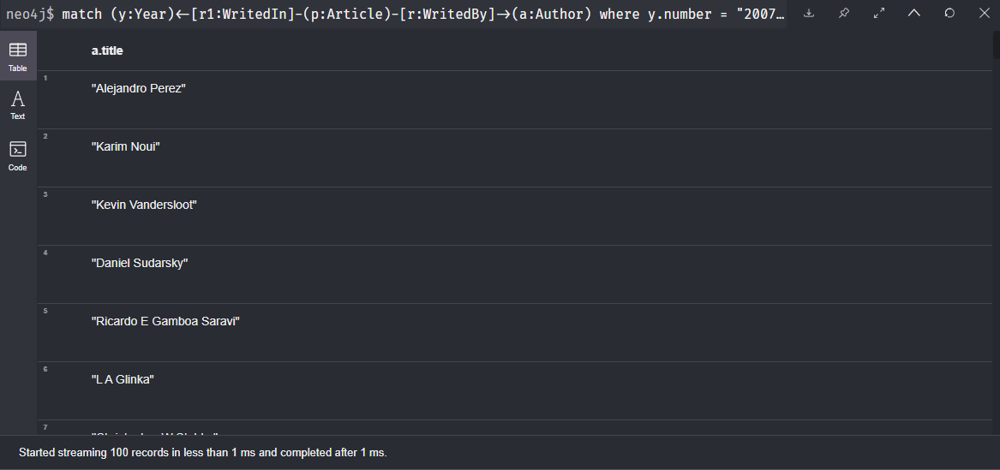 neo4j$ match (y:Year)←[r1:WritedIn]-(p:Article)-[r:WritedBy]→(a:Author) where y.number = "2007…
Table
a.title
1
"Alejandro Perez"
Text
2
"Karim Noui"
Code
3
"Kevin Vandersloot"
4
"Daniel Sudarsky"
5
"Ricardo E Gamboa Saravi"
6
"L A Glinka"
7
Started streaming 100 records in less than 1 ms and completed after 1 ms.